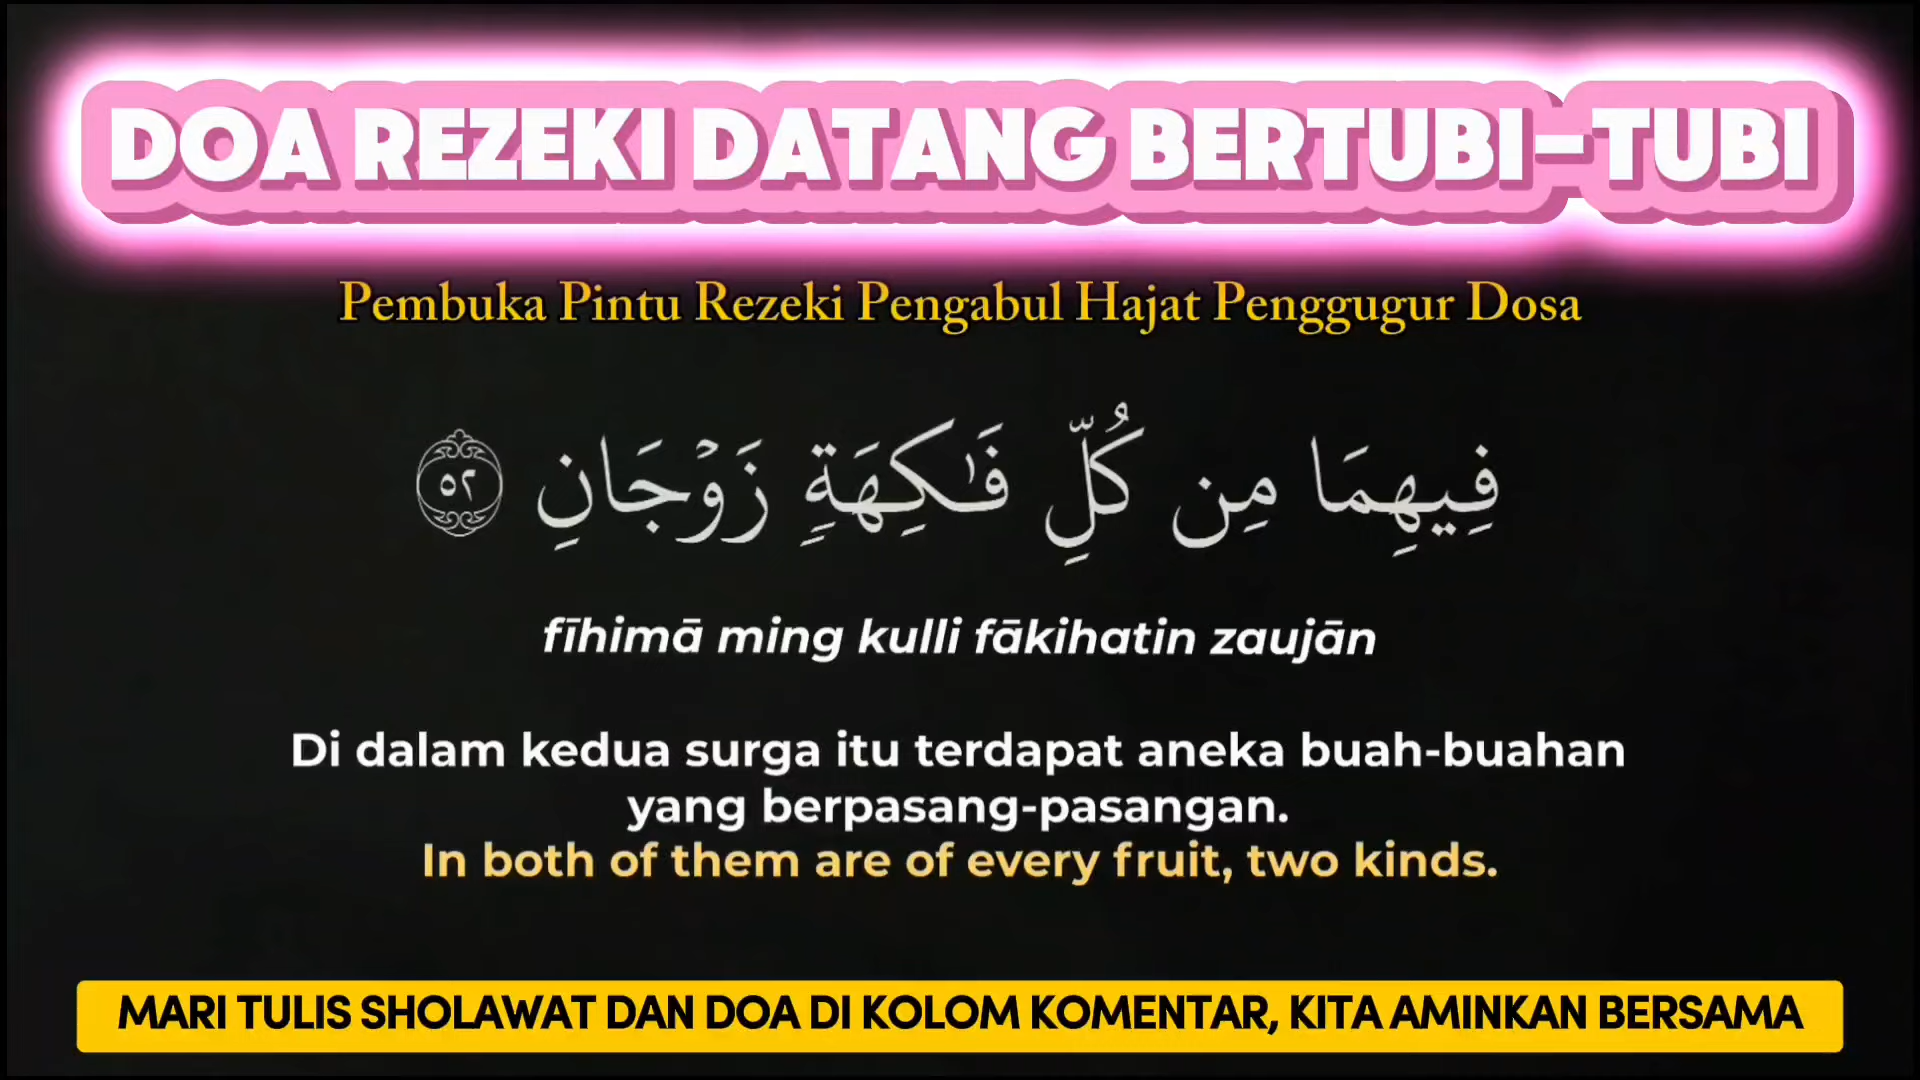 DOA REZEKI DATANG BERTUBI-TUBI
Pembuka Pintu Rezeki Pengabul Hajat Penggugur Dosa
فِيهِمَا مِن كُلِّ فَـٰكِهَةٍۢ زَوْجَانِ ٥٢
fīhimā ming kulli fākihatin zaujān
Di dalam kedua surga itu terdapat aneka buah-buahan
yang berpasang-pasangan.
In both of them are of every fruit, two kinds.
MARI TULIS SHOLAWAT DAN DOA DI KOLOM KOMENTAR, KITA AMINKAN BERSAMA